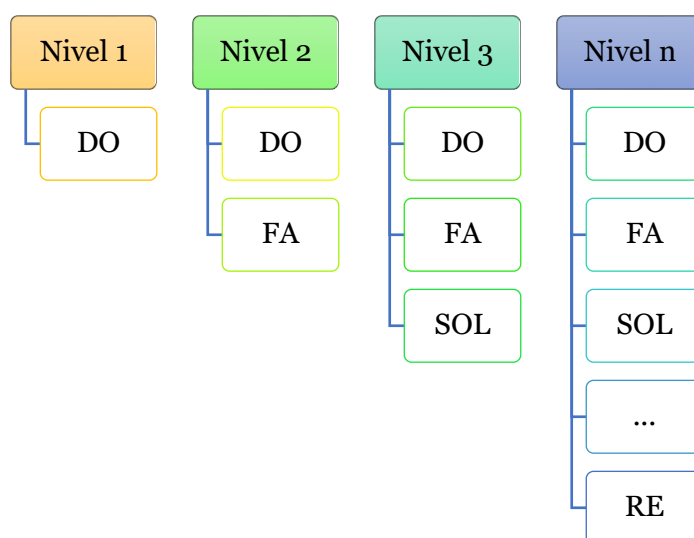 Nivel 1
DO
Nivel 2
DO
FA
Nivel 3
DO
FA
SOL
Nivel n
DO
FA
SOL
...
RE